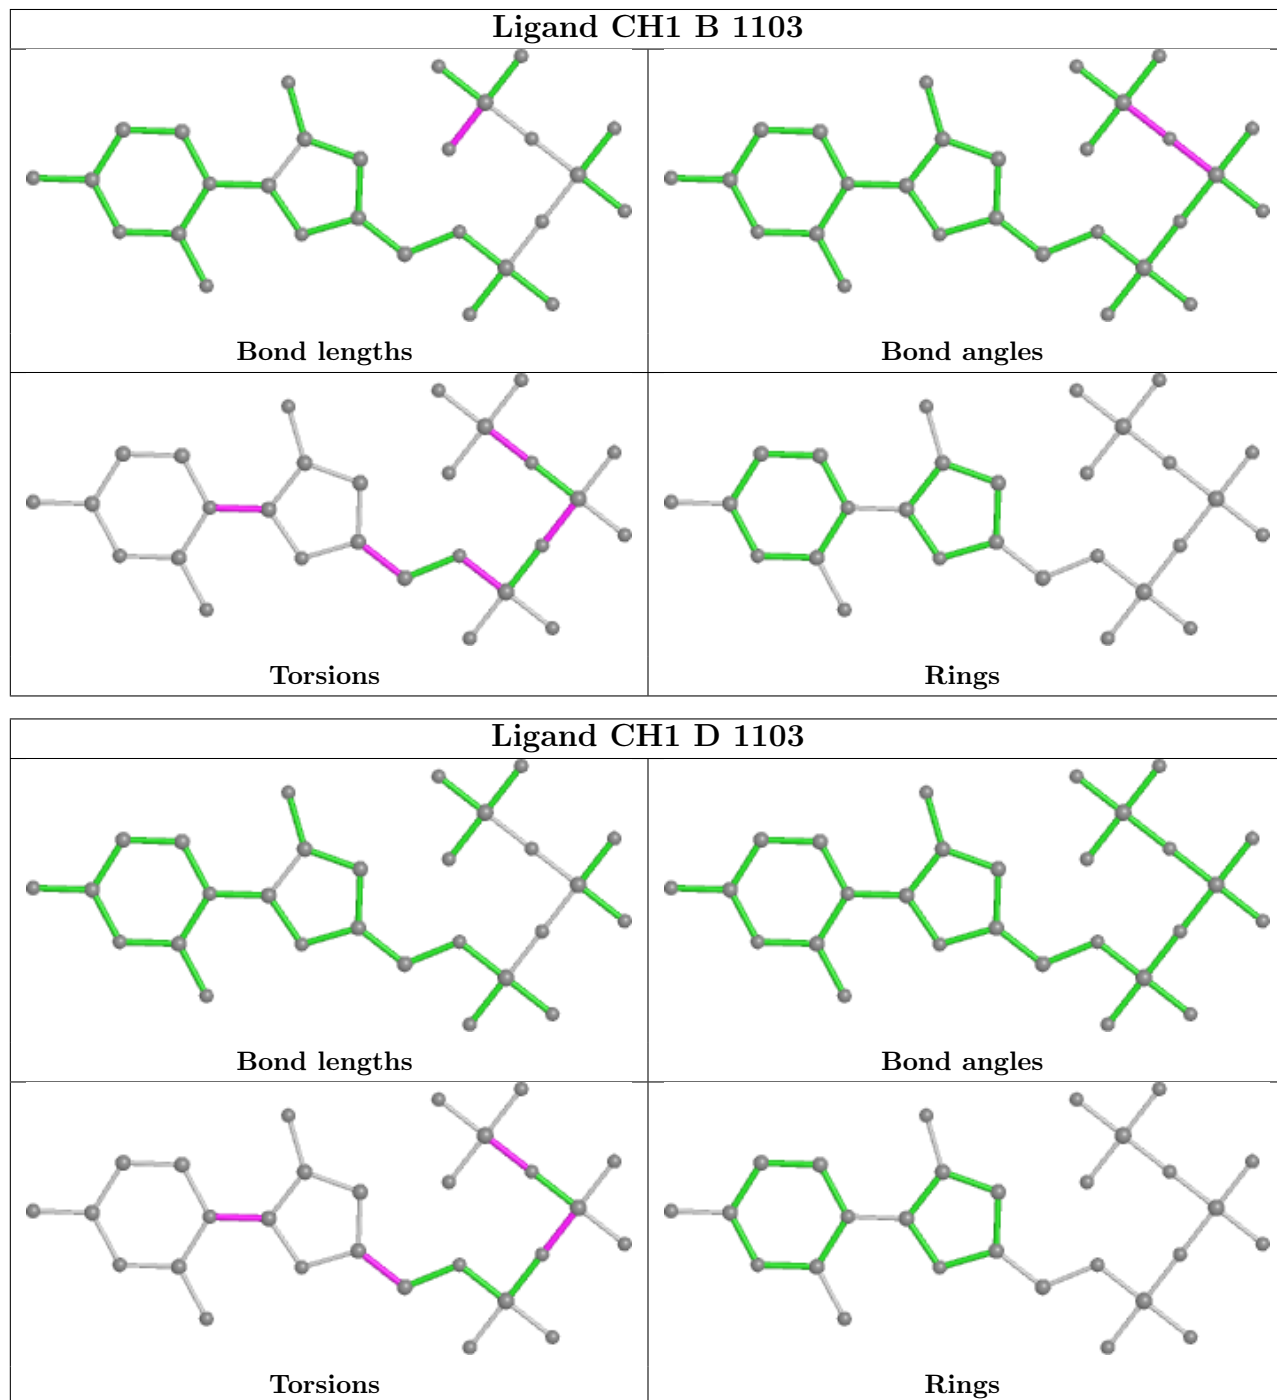 Ligand CH1 B 1103
Bond lengths
Bond angles
Torsions
Rings
Ligand CH1 D 1103
Bond lengths
Bond angles
Torsions
Rings